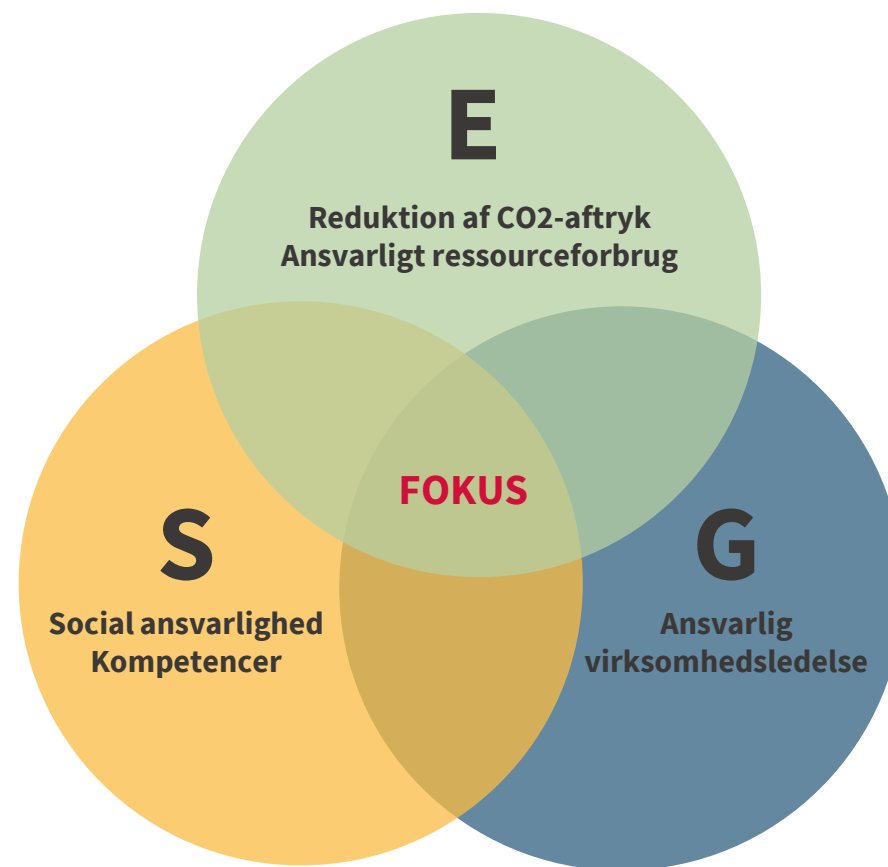 E
Reduktion af CO2-aftryk
Ansvarligt ressourceforbrug
FOKUS
S
Social ansvarlighed
Kompetencer
G
Ansvarlig
virksomhedsledelse